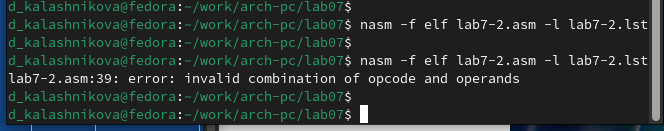 d_kalashnikova@fedora:~/work/arch-pc/lab07$
d_kalashnikova@fedora:~/work/arch-pc/lab07$ nasm -f elf lab7-2.asm -l lab7-2.lst
d_kalashnikova@fedora:~/work/arch-pc/lab07$
d_kalashnikova@fedora:~/work/arch-pc/lab07$ nasm -f elf lab7-2.asm -l lab7-2.lst
lab7-2.asm:39: error: invalid combination of opcode and operands
d_kalashnikova@fedora:~/work/arch-pc/lab07$
d_kalashnikova@fedora:~/work/arch-pc/lab07$